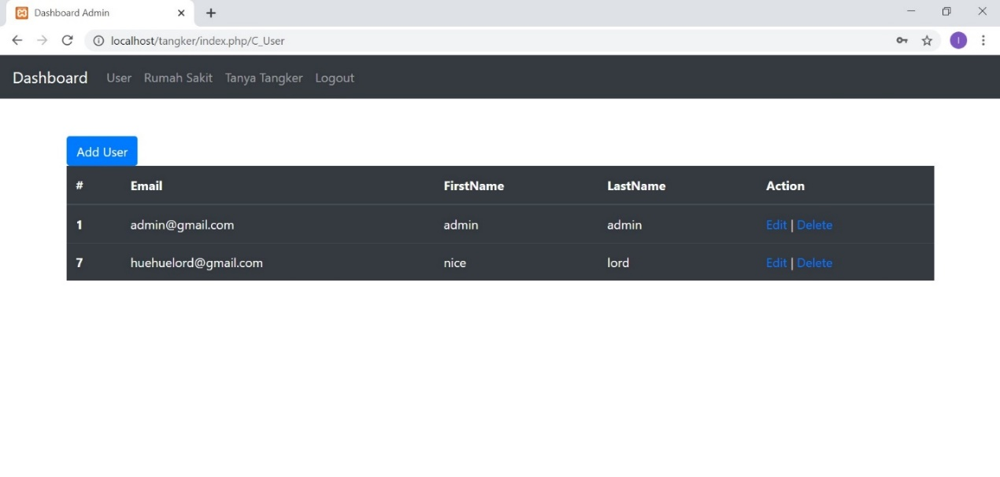 Dashboard Admin
localhost/tangker/index.php/C_User
I
Dashboard User Rumah Sakit Tanya Tangker Logout
Add User
# Email FirstName LastName Action
1 admin@gmail.com admin admin Edit | Delete
7 huehuelord@gmail.com nice lord Edit | Delete